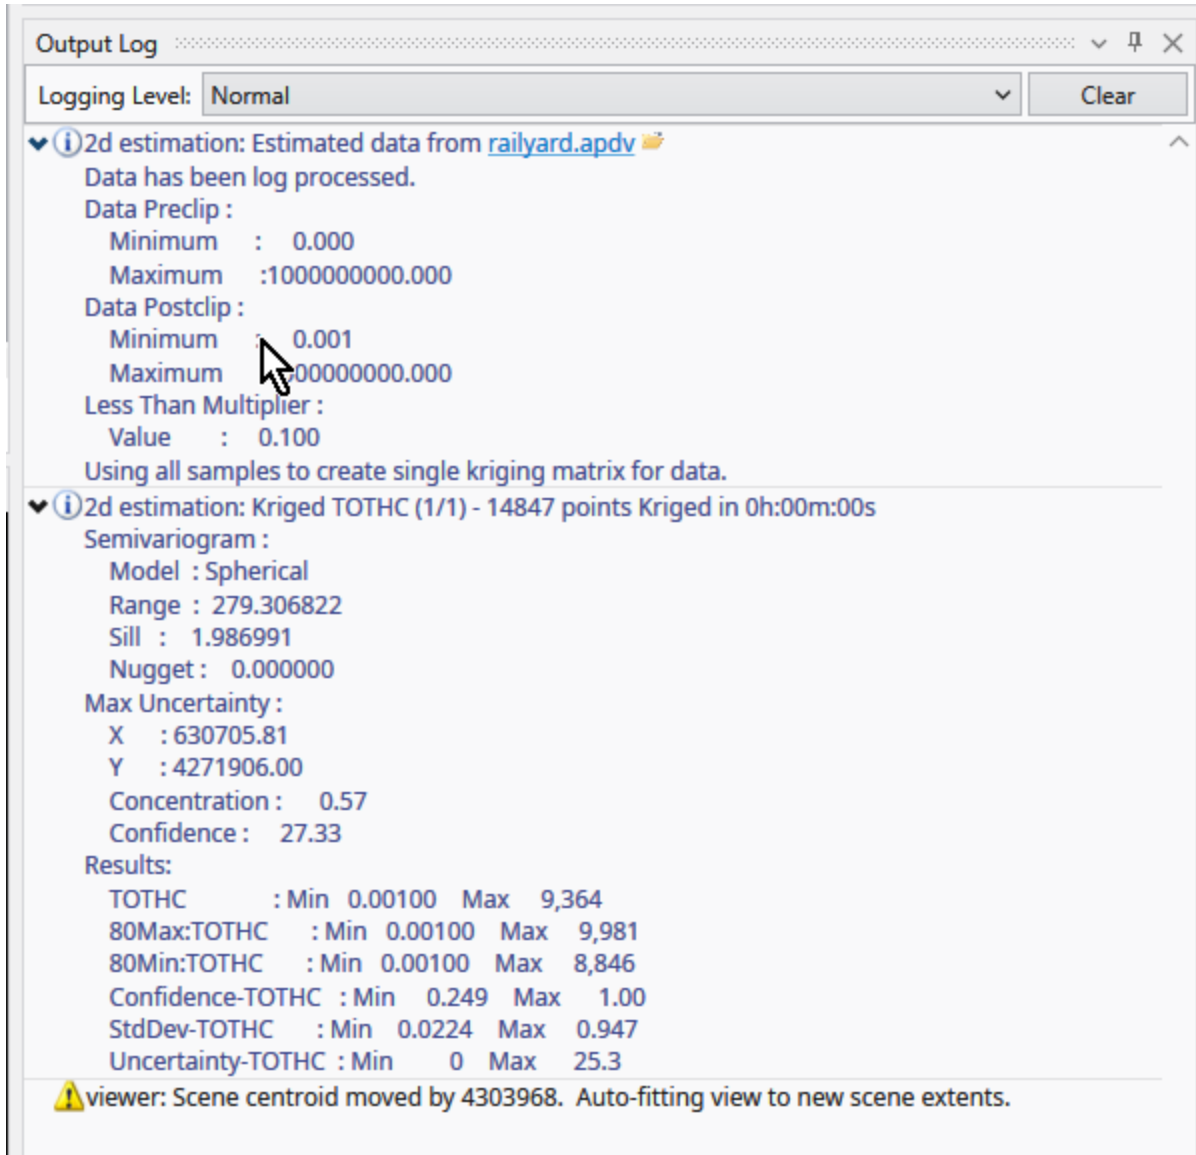 Output Log
Logging Level: Normal Clear
2d estimation: Estimated data from railyard.apdv
Data has been log processed.
Data Preclip :
Minimum : 0.000
Maximum :1000000000.000
Data Postclip :
Minimum : 0.001
Maximum 00000000.000
Less Than Multiplier :
Value : 0.100
Using all samples to create single kriging matrix for data.
2d estimation: Kriged TOTHC (1/1) - 14847 points Kriged in 0h:00m:00s
Semivariogram :
Model : Spherical
Range : 279.306822
Sill : 1.986991
Nugget : 0.000000
Max Uncertainty :
X : 630705.81
Y : 4271906.00
Concentration : 0.57
Confidence : 27.33
Results:
TOTHC : Min 0.00100 Max 9,364
80Max:TOTHC : Min 0.00100 Max 9,981
80Min:TOTHC : Min 0.00100 Max 8,846
Confidence-TOTHC : Min 0.249 Max 1.00
StdDev-TOTHC : Min 0.0224 Max 0.947
Uncertainty-TOTHC : Min 0 Max 25.3
viewer: Scene centroid moved by 4303968. Auto-fitting view to new scene extents.